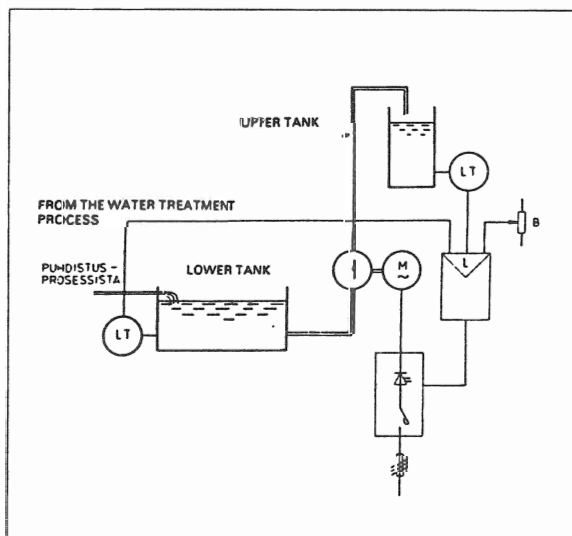 UPPER TANK
LT
FROM THE WATER TREATMENT
PROCESS
B
L
PUHDISTUS -
PROSESSISTA
LOWER TANK
M
~
LT